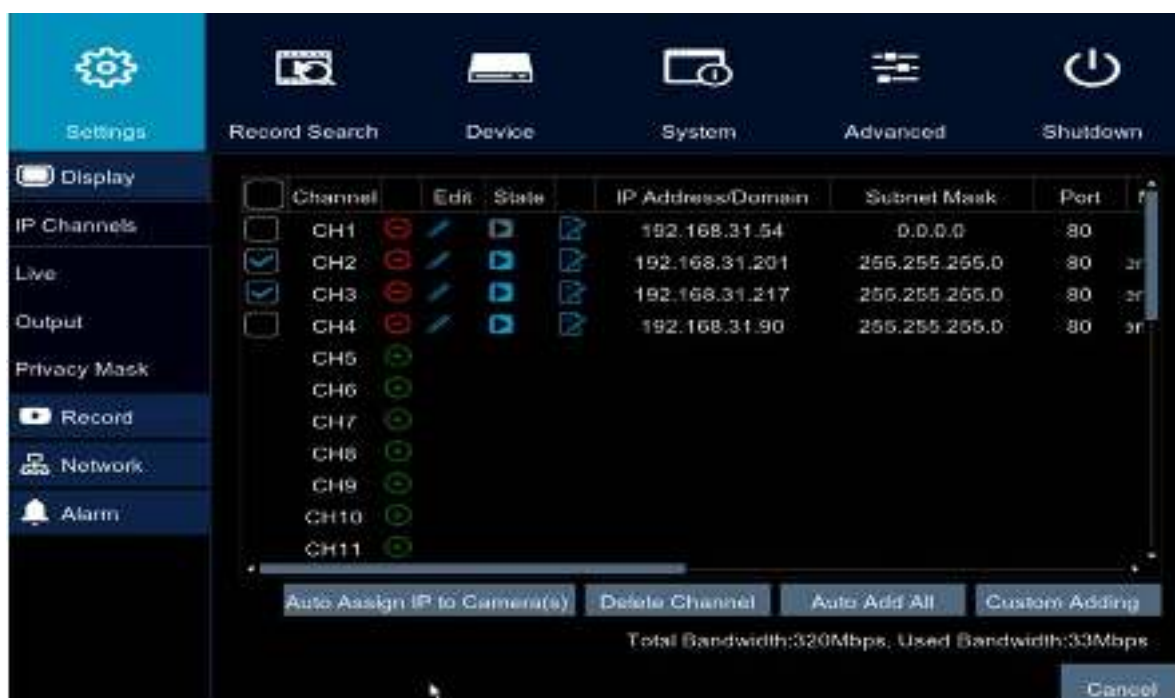 Settings Record Search Device System Advanced Shutdown
Display
IP Channels
Live
Output
Privacy Mask
Record
Network
Alarm
Channel Edit State IP Address/Domain Subnet Mask Port
CH1 192.168.31.54 0.0.0.0 80
CH2 192.168.31.201 255.255.255.0 80
CH3 192.168.31.217 255.255.255.0 80
CH4 192.168.31.90 255.255.255.0 80
CH5
CH6
CH7
CH8
CH9
CH10
CH11
Auto Assign IP to Camera(s) Delete Channel Auto Add All Custom Adding
Total Bandwidth:320Mbps, Used Bandwidth:33Mbps
Cancel